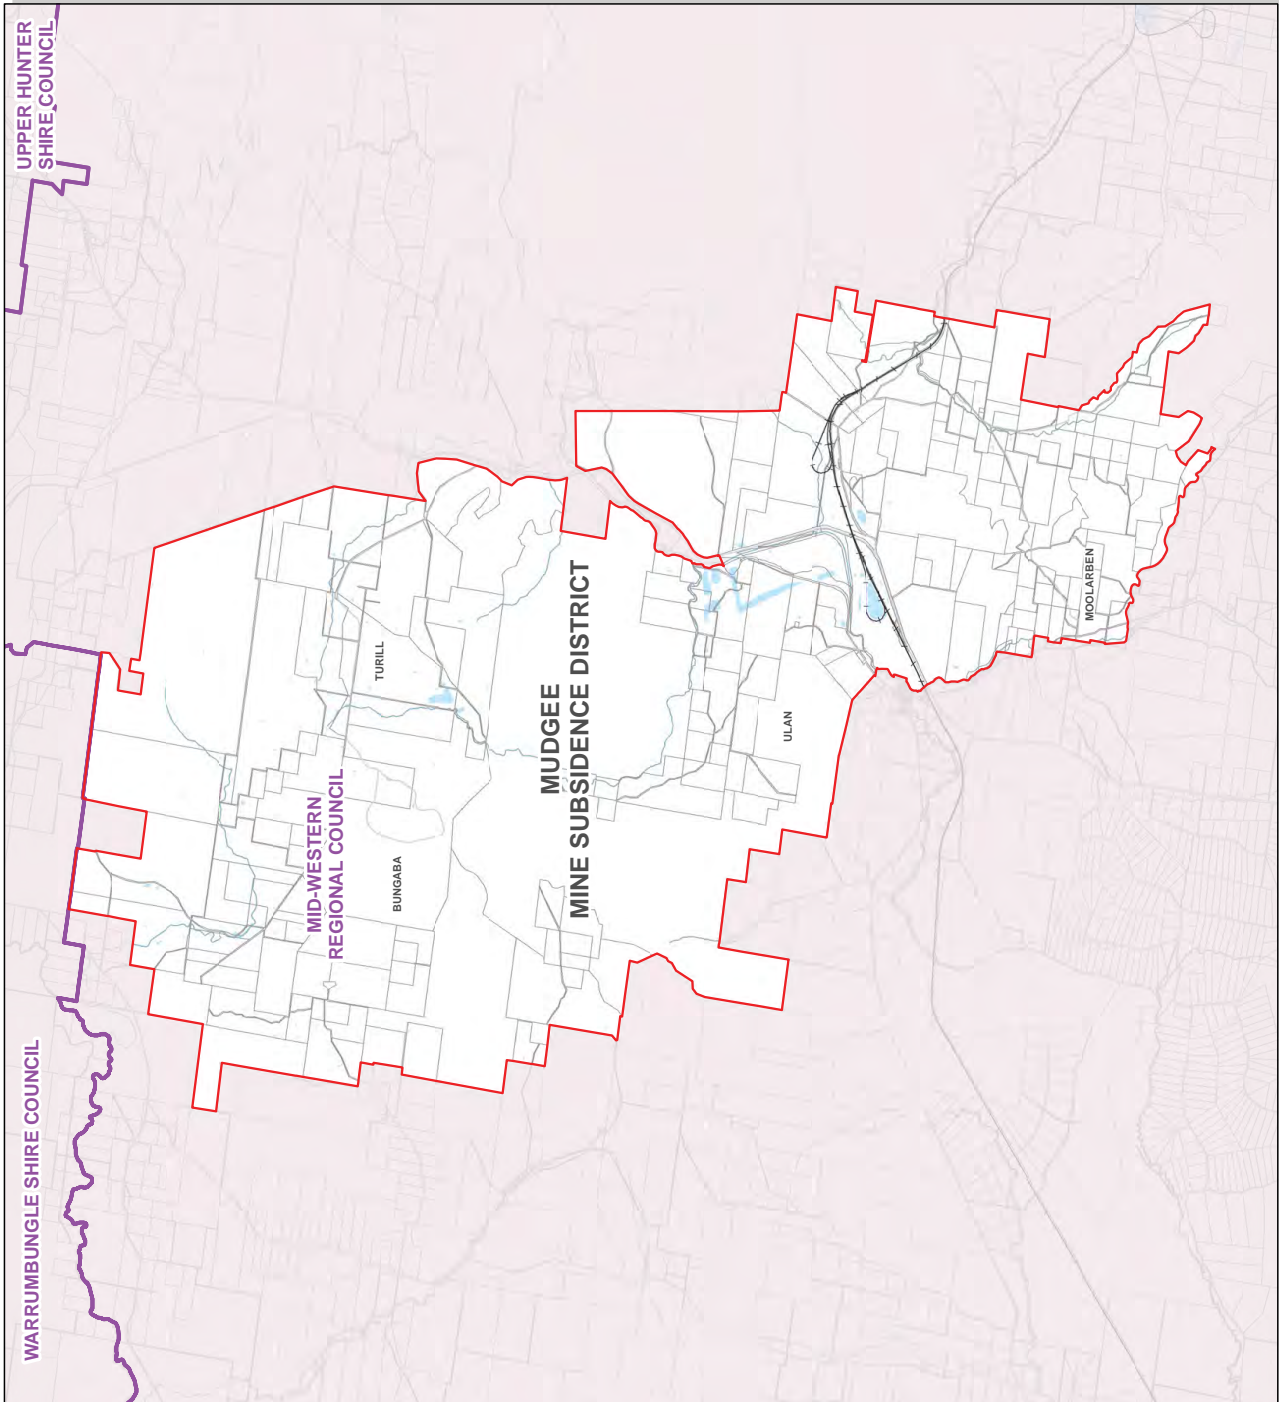 UPPER HUNTER
SHIRE COUNCIL
WARRUMBUNGLE SHIRE COUNCIL
MID-WESTERN
REGIONAL COUNCIL
TURILL
BUNGABA
MUDGEE
MINE SUBSIDENCE DISTRICT
ULAN
MOOLARBEN